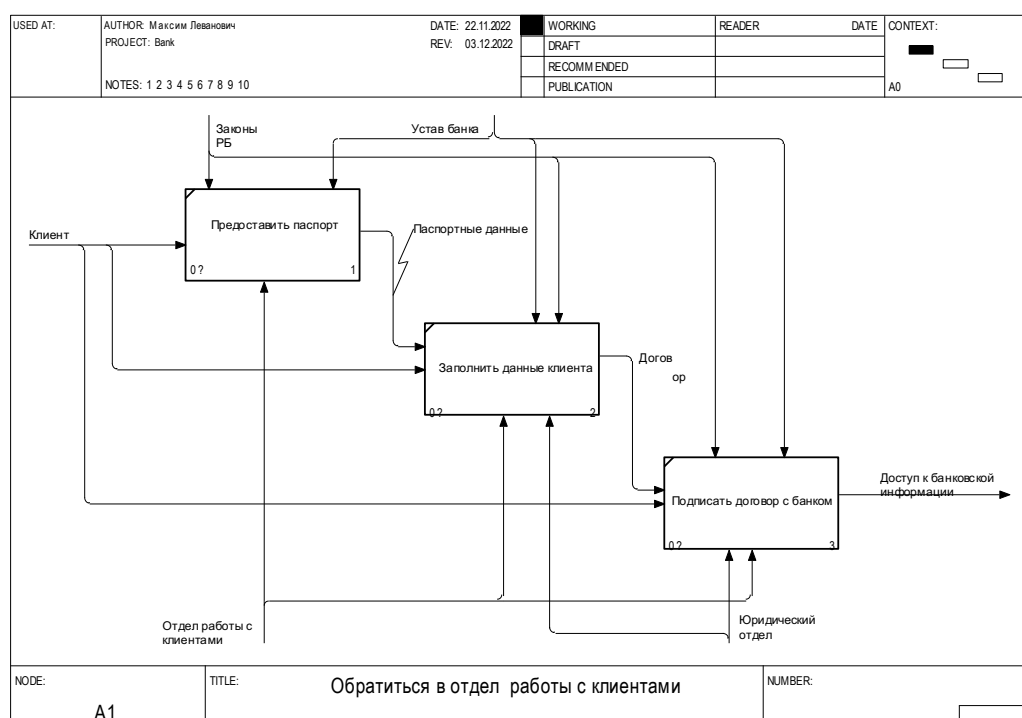 USED AT:
AUTHOR: Максим Леванович
DATE: 22.11.2022
WORKING
READER
DATE
CONTEXT:
PROJECT: Bank
REV: 03.12.2022
DRAFT
RECOMMENDED
NOTES: 1 2 3 4 5 6 7 8 9 10
PUBLICATION
A0
Законы
РБ
Устав банка
Клиент
Предоставить паспорт
0 ?
1
Паспортные данные
Заполнить данные клиента
0 ?
2
Догов
ор
Подписать договор с банком
0 ?
3
Доступ к банковской
информации
Отдел работы с
клиентами
Юридический
отдел
NODE:
TITLE:
Обратиться в отдел работы с клиентами
NUMBER:
A1